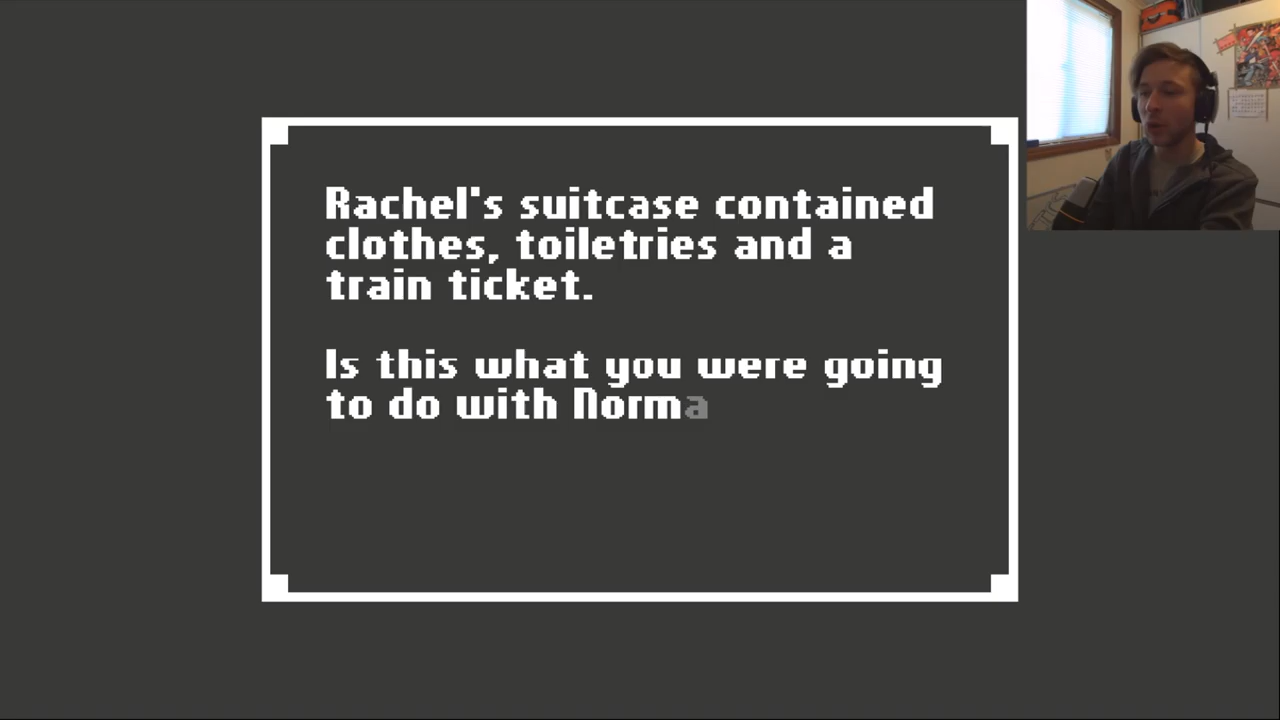 Rachel's suitcase contained
clothes, toiletries and a
train ticket.
Is this what you were going
to do with Norma